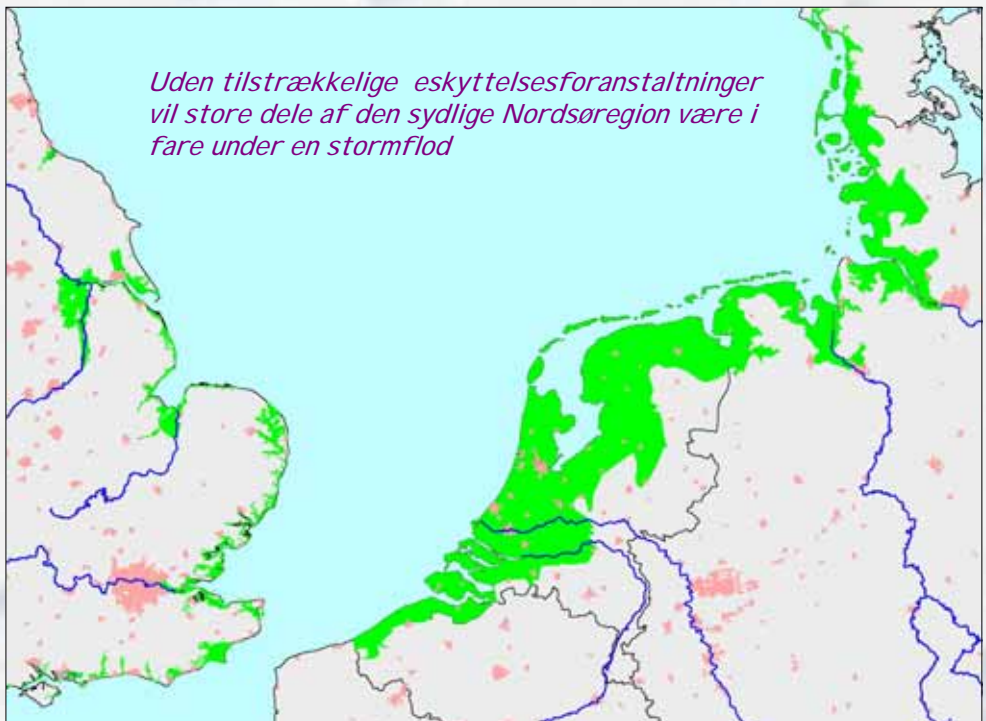 Uden tilstrækkelige eskyttelsesforanstaltninger
vil store dele af den sydlige Nordsøregion være i
fare under en stormflod